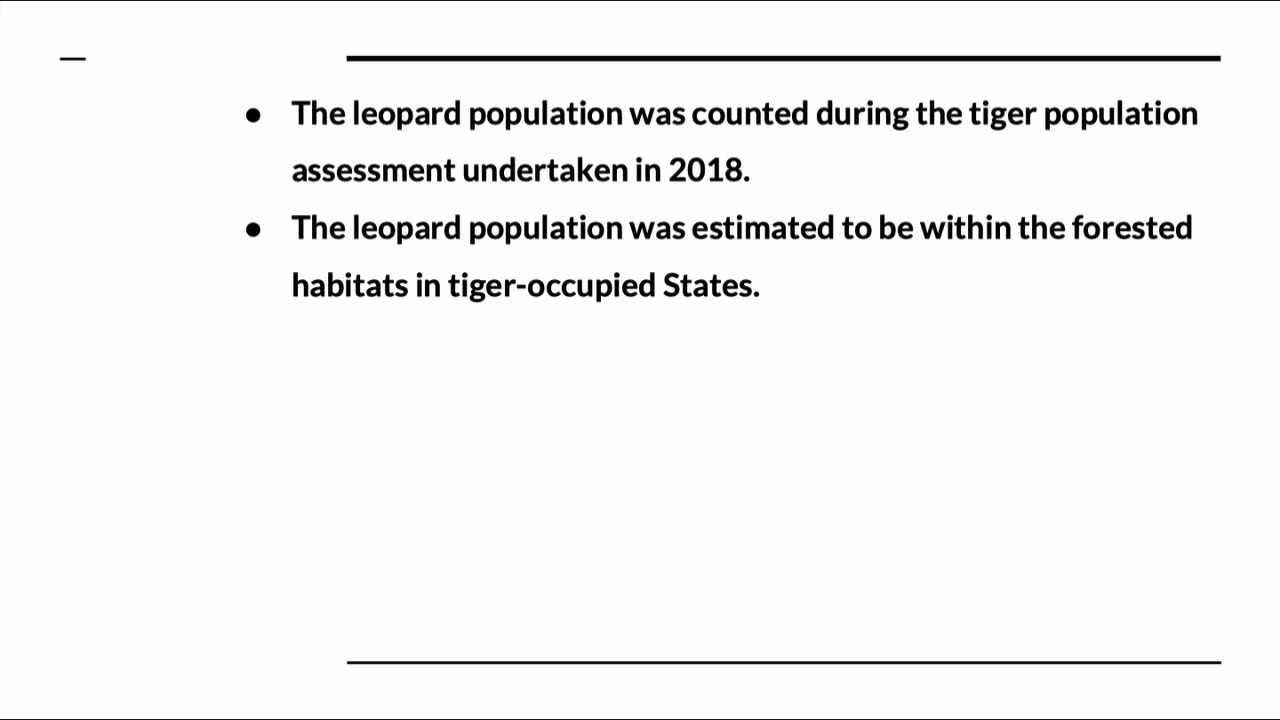 ● The leopard population was counted during the tiger population
assessment undertaken in 2018.
● The leopard population was estimated to be within the forested
habitats in tiger-occupied States.